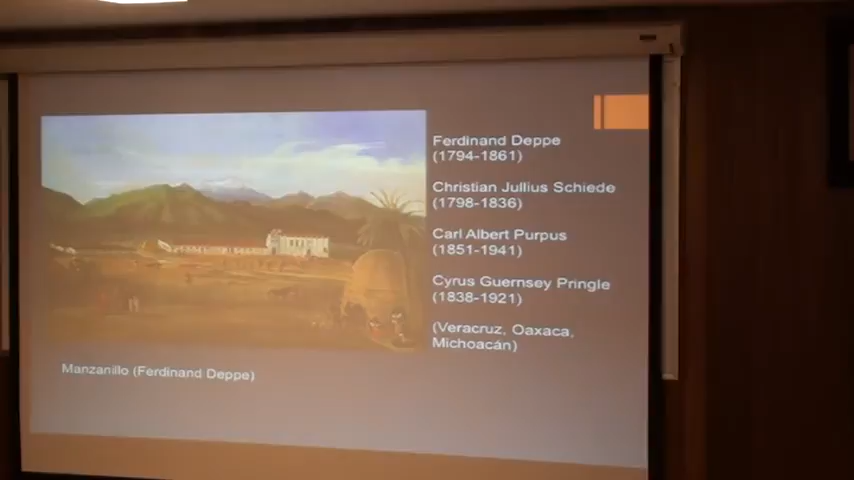 Ferdinand Deppe
(1794-1861)
Christian Jullius Schiede
(1798-1836)
Carl Albert Purpus
(1851-1941)
Cyrus Guernsey Pringle
(1838-1921)
(Veracruz, Oaxaca,
Michoacán)
Manzanillo (Ferdinand Deppe)